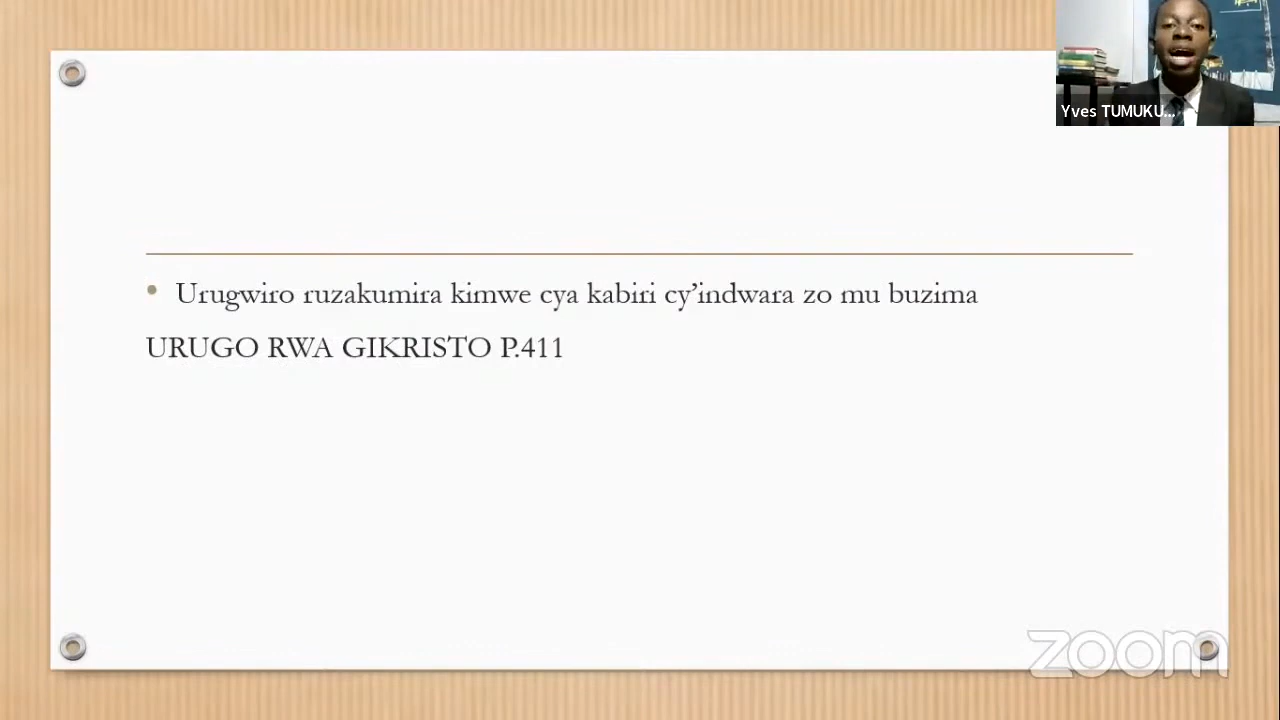 Yves TUMUKU...
• Urugwiro ruzakumira kimwe cya kabiri cy’indwara zo mu buzima
URUGO RWA GIKRISTO P.411
zoom